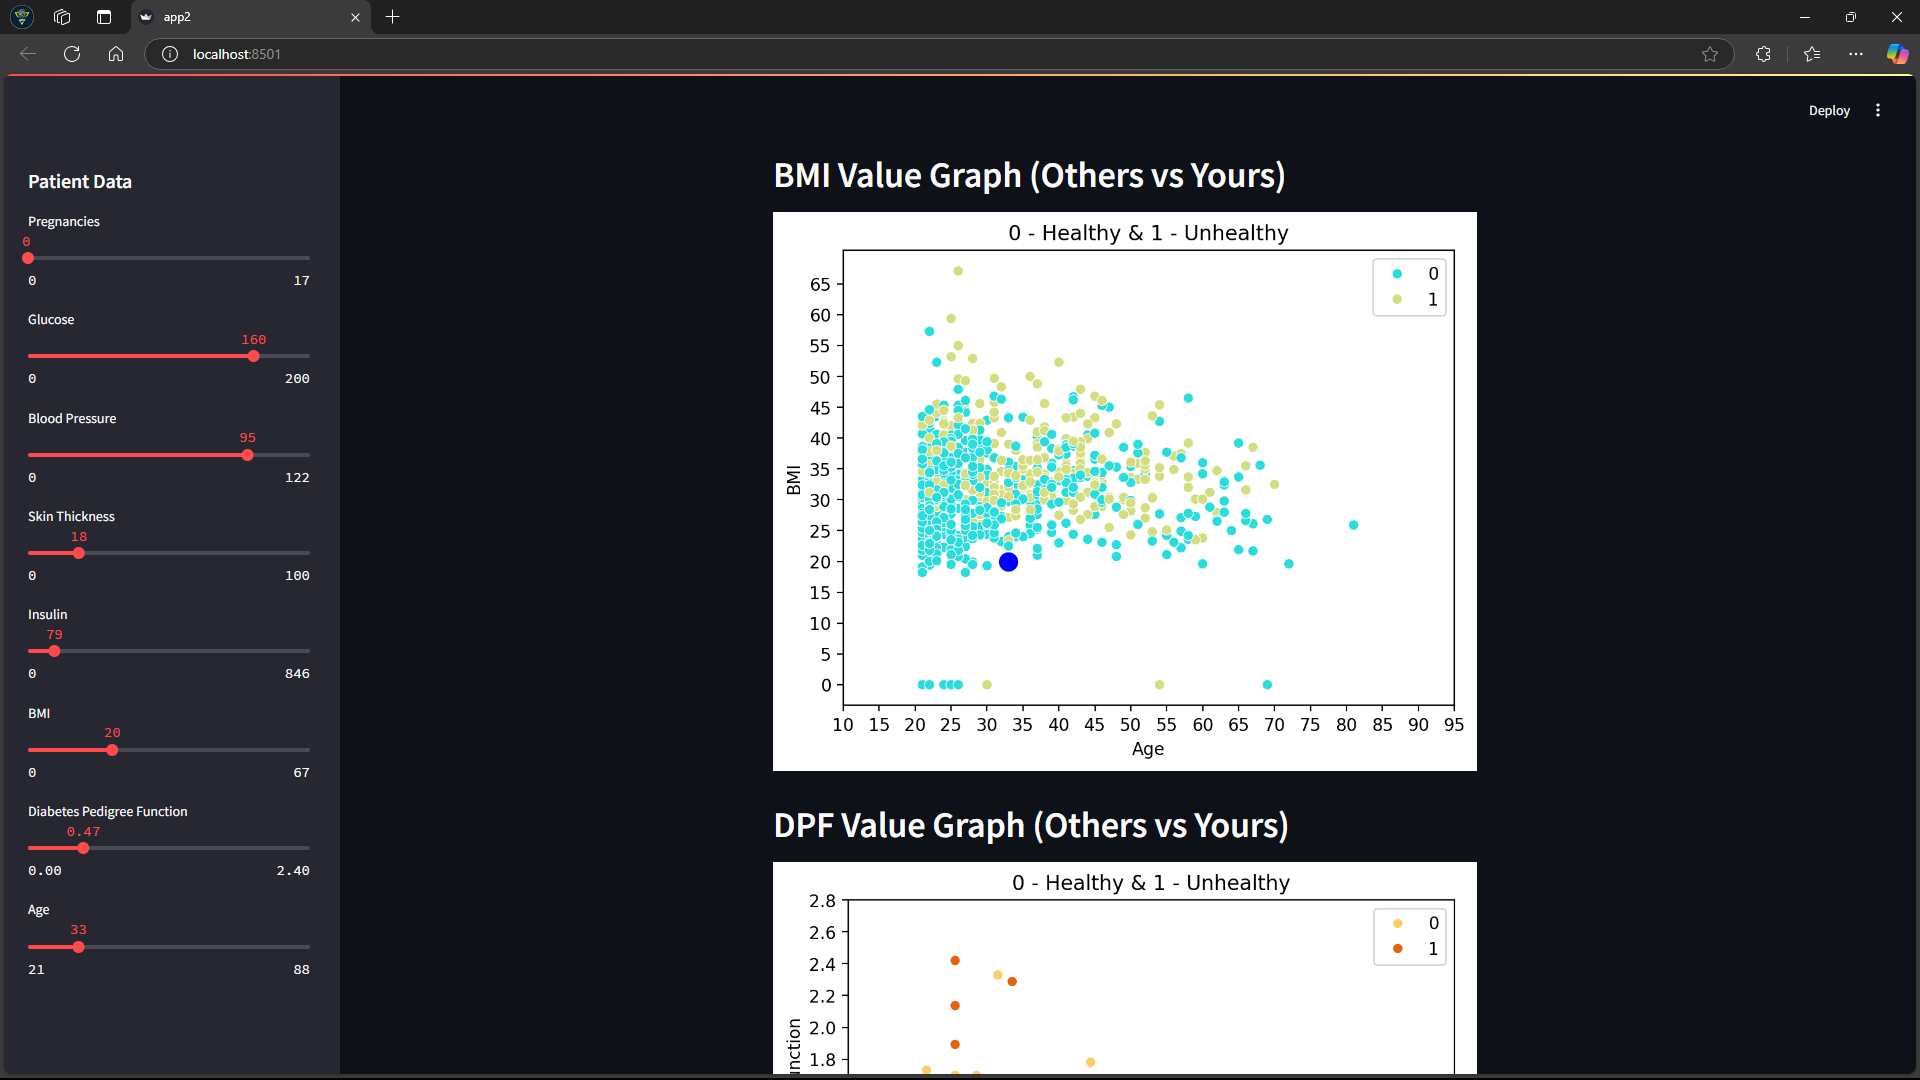 app2
localhost:8501
Deploy
Patient Data
Pregnancies
0
0 17
Glucose
160
0 200
Blood Pressure
95
0 122
Skin Thickness
18
0 100
Insulin
79
0 846
BMI
20
0 67
Diabetes Pedigree Function
0.47
0.00 2.40
Age
33
21 88
BMI Value Graph (Others vs Yours)
0 - Healthy & 1 - Unhealthy
0
1
65
60
55
50
45
40
35
30
25
20
15
10
5
0
BMI
10 15 20 25 30 35 40 45 50 55 60 65 70 75 80 85 90 95
Age
DPF Value Graph (Others vs Yours)
0 - Healthy & 1 - Unhealthy
0
1
2.8
2.6
2.4
2.2
2.0
1.8